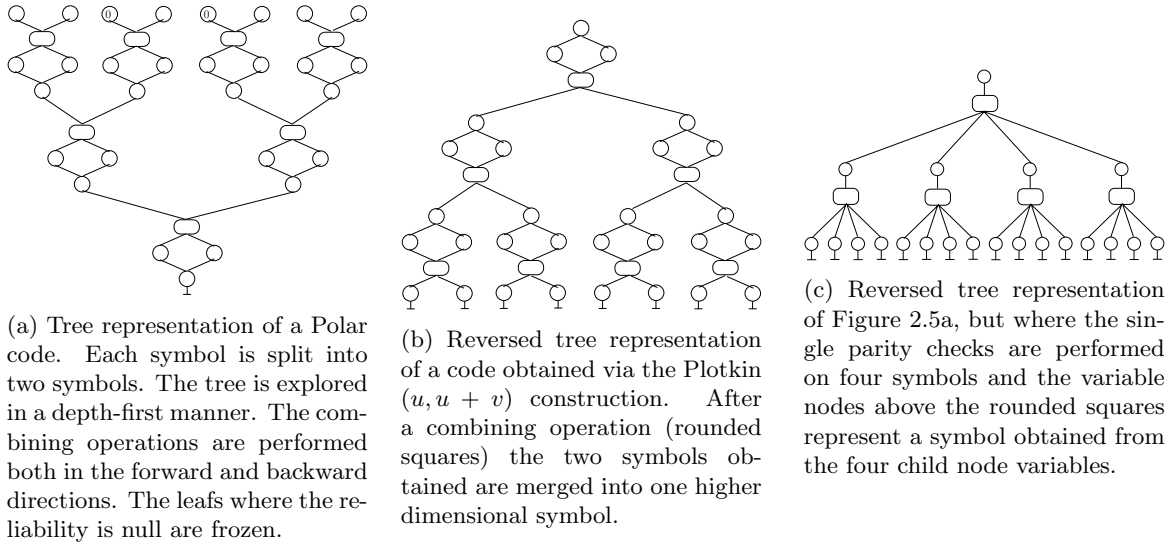 0
0
(a) Tree representation of a Polar
code. Each symbol is split into
two symbols. The tree is explored
in a depth-first manner. The com-
bining operations are performed
both in the forward and backward
directions. The leafs where the re-
liability is null are frozen.
(b) Reversed tree representation
of a code obtained via the Plotkin
(u, u + v) construction. After
a combining operation (rounded
squares) the two symbols ob-
tained are merged into one higher
dimensional symbol.
(c) Reversed tree representation
of Figure 2.5a, but where the sin-
gle parity checks are performed
on four symbols and the variable
nodes above the rounded squares
represent a symbol obtained from
the four child node variables.